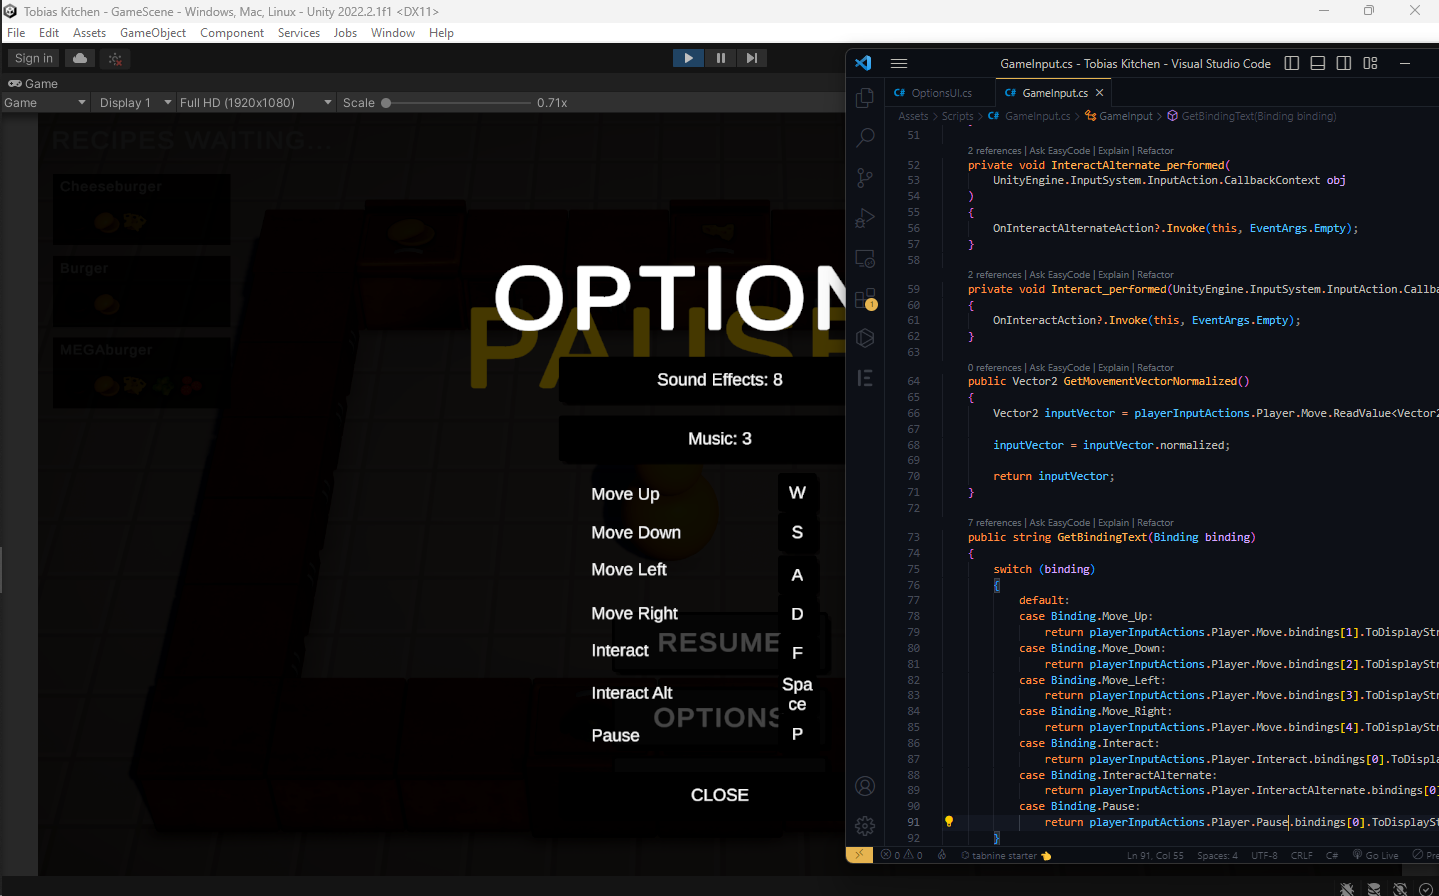 Tobias Kitchen - GameScene - Windows, Mac, Linux - Unity 2022.2.1f1 <DX11>
File Edit Assets GameObject Component Services Jobs Window Help
Sign in
Game
Game Display 1 Full HD (1920x1080) Scale 0.71x
RECIPES WAITING...
Cheeseburger
Burger
MEGAburger
OPTION
PAUSE
Sound Effects: 8
Music: 3
Move Up W
Move Down S
Move Left A
Move Right D
RESUME
Interact F
Interact Alt Spa
ce
OPTIONS
Pause P
CLOSE
GameInput.cs - Tobias Kitchen - Visual Studio Code
C# OptionsUI.cs C# GameInput.cs
Assets > Scripts > C# GameInput.cs > GameInput > GetBindingText(Binding binding)
51
2 references | Ask EasyCode | Explain | Refactor
52 private void InteractAlternate_performed(
53 UnityEngine.InputSystem.InputAction.CallbackContext obj
54 )
55 {
56 OnInteractAlternateAction?.Invoke(this, EventArgs.Empty);
57 }
58
2 references | Ask EasyCode | Explain | Refactor
59 private void Interact_performed(UnityEngine.InputSystem.InputAction.Callba
60 {
61 OnInteractAction?.Invoke(this, EventArgs.Empty);
62 }
63
0 references | Ask EasyCode | Explain | Refactor
64 public Vector2 GetMovementVectorNormalized()
65 {
66 Vector2 inputVector = playerInputActions.Player.Move.ReadValue<Vector2
67
68 inputVector = inputVector.normalized;
69
70 return inputVector;
71 }
72
7 references | Ask EasyCode | Explain | Refactor
73 public string GetBindingText(Binding binding)
74 {
75 switch (binding)
76 {
77 default:
78 case Binding.Move_Up:
79 return playerInputActions.Player.Move.bindings[1].ToDisplayStr
80 case Binding.Move_Down:
81 return playerInputActions.Player.Move.bindings[2].ToDisplayStr
82 case Binding.Move_Left:
83 return playerInputActions.Player.Move.bindings[3].ToDisplayStr
84 case Binding.Move_Right:
85 return playerInputActions.Player.Move.bindings[4].ToDisplayStr
86 case Binding.Interact:
87 return playerInputActions.Player.Interact.bindings[0].ToDispla
88 case Binding.InteractAlternate:
89 return playerInputActions.Player.InteractAlternate.bindings[0]
90 case Binding.Pause:
91 return playerInputActions.Player.Pause.bindings[0].ToDisplaySt
92 }
1
0 0 tabnine starter Ln 91, Col 55 Spaces: 4 UTF-8 CRLF C# Go Live Pre